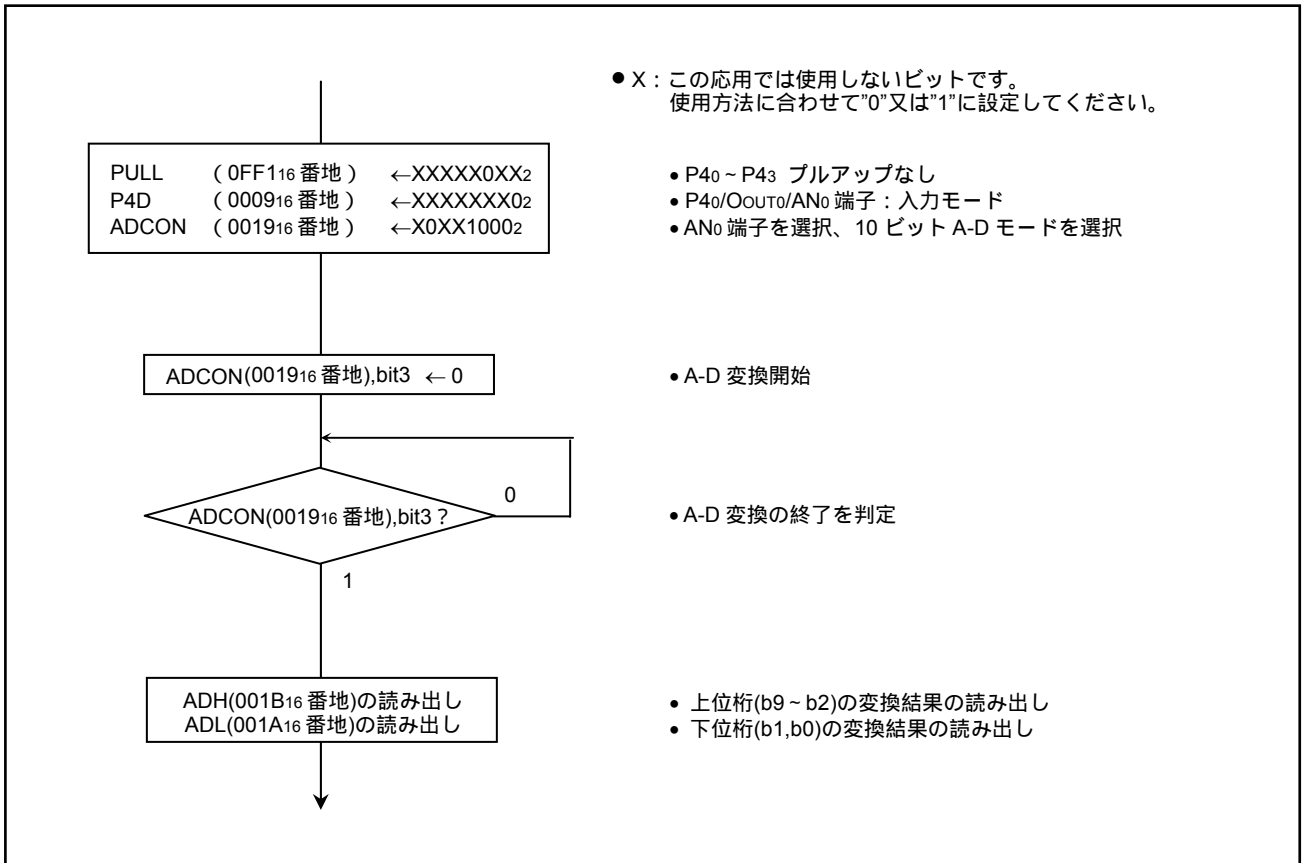 ● X：この応用では使用しないビットです。
使用方法に合わせて"0"又は"1"に設定してください。
PULL （0FF116 番地） ←XXXXX0XX2
P4D （000916 番地） ←XXXXXXX02
ADCON （001916 番地） ←X0XX10002
• P40 ~ P43 プルアップなし
• P40/OOUT0/AN0 端子：入力モード
• AN0 端子を選択、10 ビット A-D モードを選択
ADCON(001916 番地),bit3 ← 0
• A-D 変換開始
ADCON(001916 番地),bit3？
0
• A-D 変換の終了を判定
1
ADH(001B16 番地)の読み出し
ADL(001A16 番地)の読み出し
• 上位桁(b9 ~ b2)の変換結果の読み出し
• 下位桁(b1,b0)の変換結果の読み出し